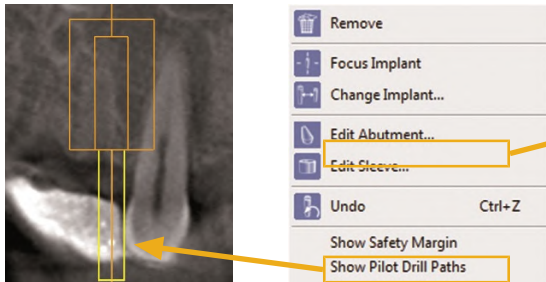 Remove
Focus Implant
Change Implant...
Edit Abutment...
Edit Sleeve...
Undo Ctrl+Z
Show Safety Margin
Show Pilot Drill Paths